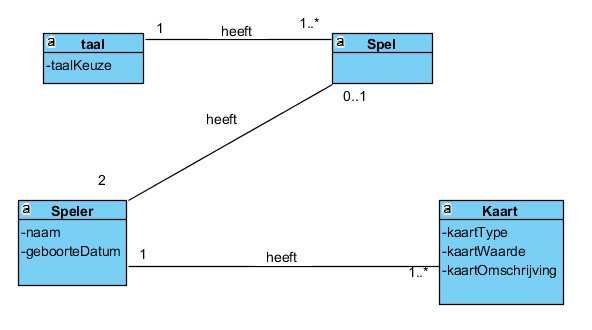 1
heeft
1..*
a taal
-taalKeuze
a Spel
0..1
heeft
2
a Speler
-naam
-geboorteDatum
1
heeft
1..*
a Kaart
-kaartType
-kaartWaarde
-kaartOmschrijving